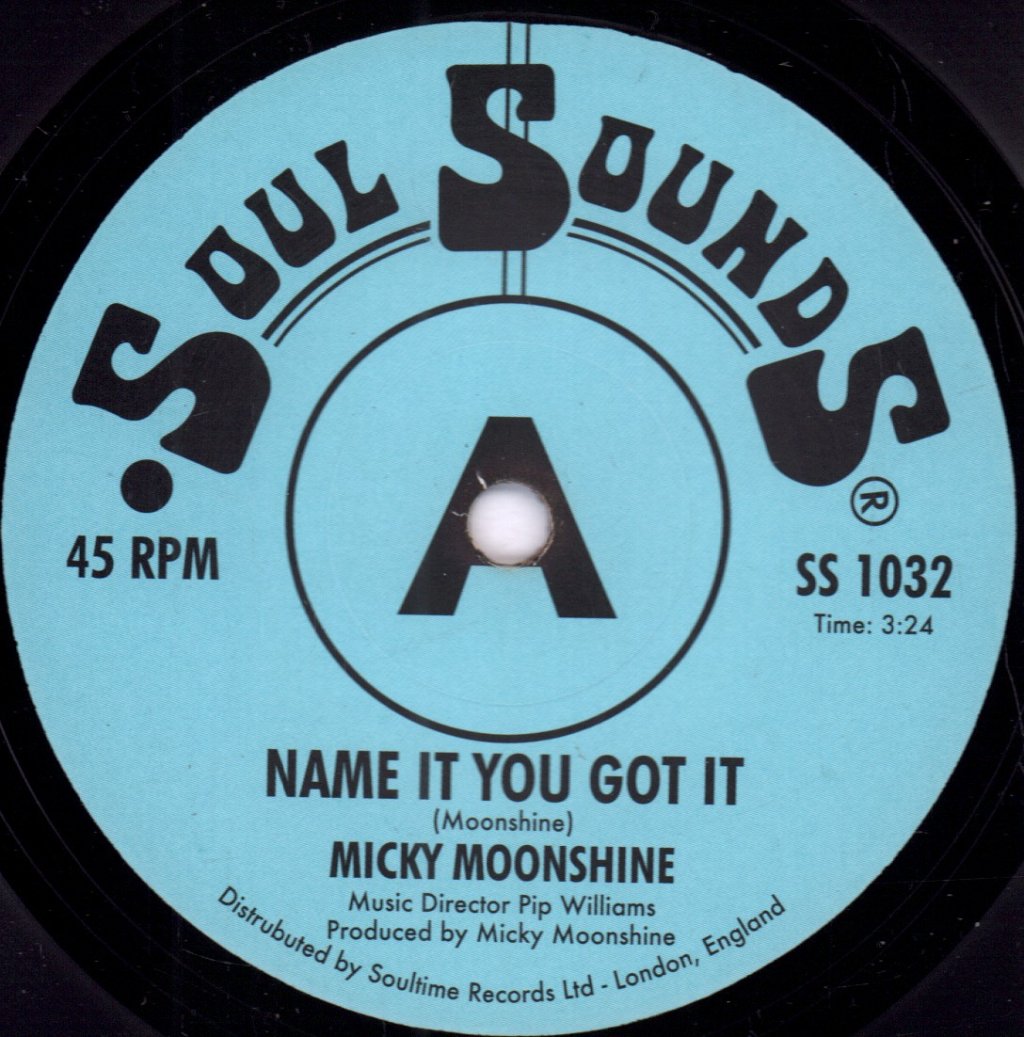 SOUL SOUNDS
®
45 RPM
SS 1032
Time: 3:24
A
NAME IT YOU GOT IT
(Moonshine)
MICKY MOONSHINE
Music Director Pip Williams
Produced by Micky Moonshine
Distrubuted by Soultime Records Ltd - London, England